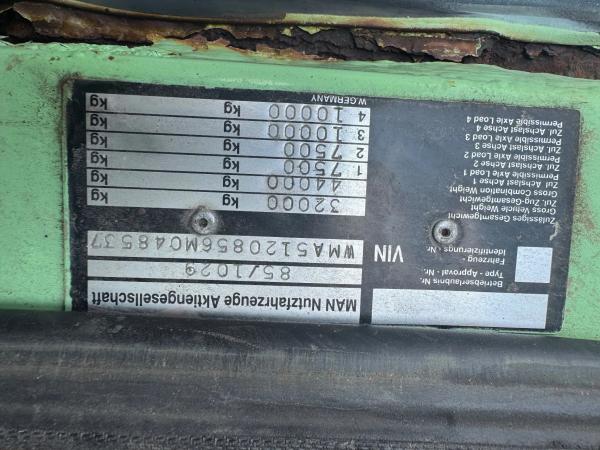 MAN Nutzfahrzeuge Aktiengesellschaft
Betriebserlaubnis Nr.
Type - Approval - Nr.
85/1029
Fahrzeug -
Identifizierungs - Nr.
VIN
WMA5120856M048537
Zulässiges Gesamtgewicht
Gross Vehicle Weight
32000 kg
Zul. Zug-Gesamtgewicht
Gross Combination Weight
44000 kg
Zul. Achslast Achse 1
Permissible Axle Load 1
1 7500 kg
Zul. Achslast Achse 2
Permissible Axle Load 2
2 7500 kg
Zul. Achslast Achse 3
Permissible Axle Load 3
3 10000 kg
Zul. Achslast Achse 4
Permissible Axle Load 4
4 10000 kg
W.GERMANY